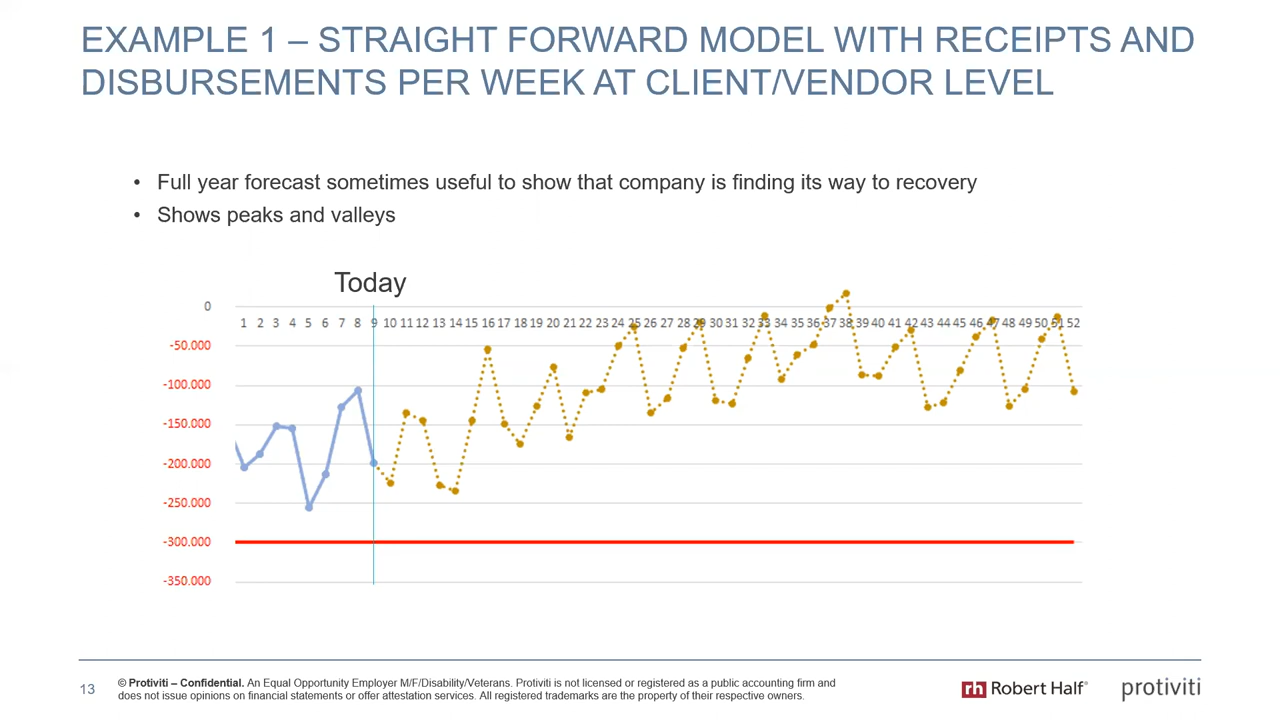 EXAMPLE 1 – STRAIGHT FORWARD MODEL WITH RECEIPTS AND
DISBURSEMENTS PER WEEK AT CLIENT/VENDOR LEVEL
• Full year forecast sometimes useful to show that company is finding its way to recovery
• Shows peaks and valleys
Today
0
1 2 3 4 5 6 7 8 9 10 11 12 13 14 15 16 17 18 19 20 21 22 23 24 25 26 27 28 29 30 31 32 33 34 35 36 37 38 39 40 41 42 43 44 45 46 47 48 49 50 51 52
-50.000
-100.000
-150.000
-200.000
-250.000
-300.000
-350.000
13
© Protiviti – Confidential. An Equal Opportunity Employer M/F/Disability/Veterans. Protiviti is not licensed or registered as a public accounting firm and
does not issue opinions on financial statements or offer attestation services. All registered trademarks are the property of their respective owners.
rh Robert Half®
protiviti